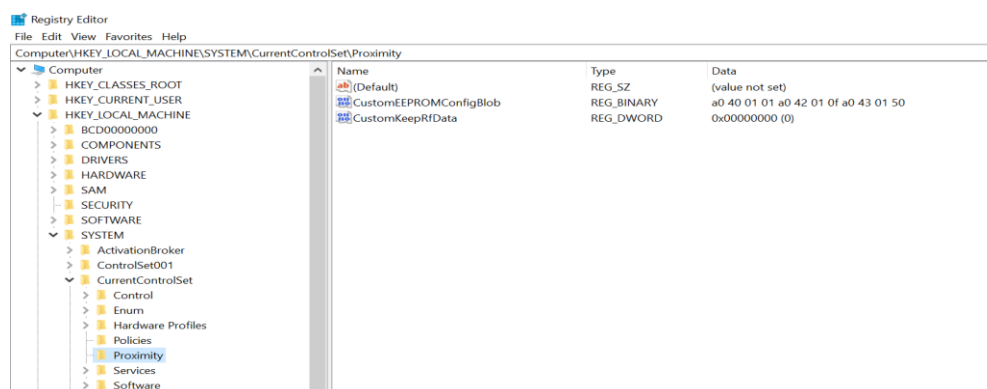 Registry Editor
File Edit View Favorites Help
Computer\HKEY_LOCAL_MACHINE\SYSTEM\CurrentControlSet\Proximity
Computer
HKEY_CLASSES_ROOT
HKEY_CURRENT_USER
HKEY_LOCAL_MACHINE
BCD00000000
COMPONENTS
DRIVERS
HARDWARE
SAM
SECURITY
SOFTWARE
SYSTEM
ActivationBroker
ControlSet001
CurrentControlSet
Control
Enum
Hardware Profiles
Policies
Proximity
Services
Software
Name Type Data
ab (Default) REG_SZ (value not set)
CustomEEPROMConfigBlob REG_BINARY a0 40 01 01 a0 42 01 0f a0 43 01 50
CustomKeepRfData REG_DWORD 0x00000000 (0)